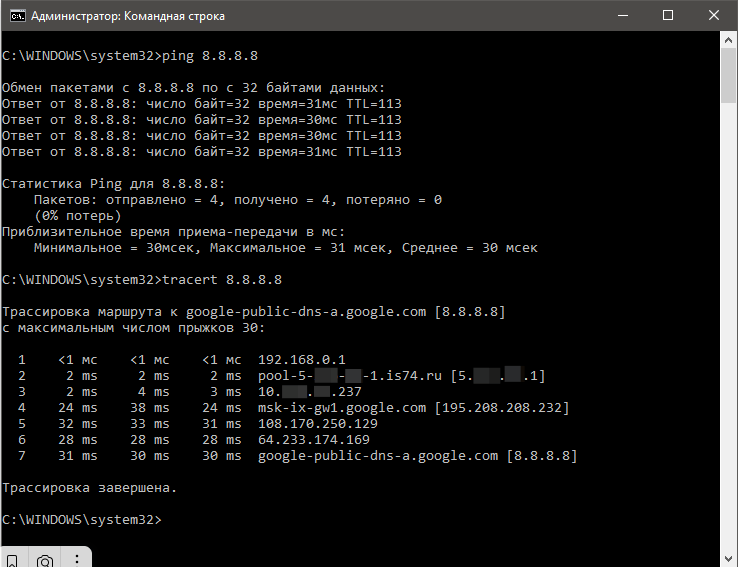 Администратор: Командная строка
C:\WINDOWS\system32>ping 8.8.8.8
Обмен пакетами с 8.8.8.8 по с 32 байтами данных:
Ответ от 8.8.8.8: число байт=32 время=31мс TTL=113
Ответ от 8.8.8.8: число байт=32 время=30мс TTL=113
Ответ от 8.8.8.8: число байт=32 время=30мс TTL=113
Ответ от 8.8.8.8: число байт=32 время=31мс TTL=113
Статистика Ping для 8.8.8.8:
Пакетов: отправлено = 4, получено = 4, потеряно = 0
(0% потерь)
Приблизительное время приема-передачи в мс:
Минимальное = 30мсек, Максимальное = 31 мсек, Среднее = 30 мсек
C:\WINDOWS\system32>tracert 8.8.8.8
Трассировка маршрута к google-public-dns-a.google.com [8.8.8.8]
с максимальным числом прыжков 30:
1 <1 мс <1 мс <1 мс 192.168.0.1
2 2 ms 2 ms 2 ms pool-5- - -1.is74.ru [5. . .1]
3 2 ms 4 ms 3 ms 10. . .237
4 24 ms 38 ms 24 ms msk-ix-gw1.google.com [195.208.208.232]
5 32 ms 33 ms 31 ms 108.170.250.129
6 28 ms 28 ms 28 ms 64.233.174.169
7 31 ms 30 ms 30 ms google-public-dns-a.google.com [8.8.8.8]
Трассировка завершена.
C:\WINDOWS\system32>